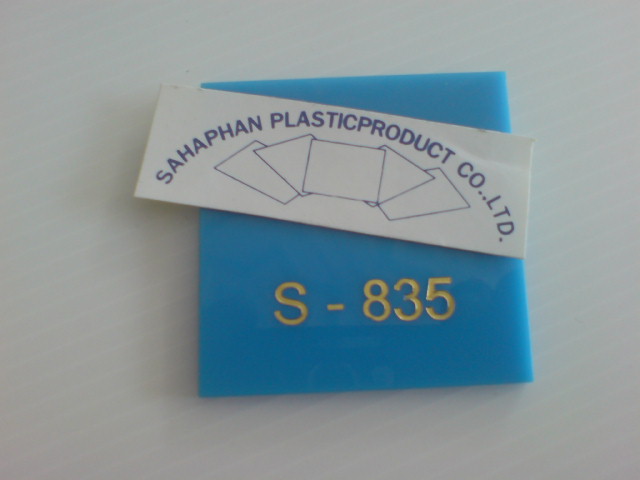 SAHAPHAN PLASTICPRODUCT CO.,LTD.
S - 835